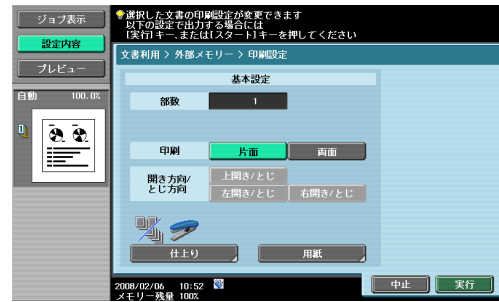 ジョブ表示
設定内容
プレビュー
自動 100.0%
選択した文書の印刷設定が変更できます
以下の設定で出力する場合には
[実行]キー、または[スタート]キーを押してください
文書利用 > 外部メモリー > 印刷設定
基本設定
部数 1
印刷 片面 両面
開き方向/
とじ方向
上開き/とじ
左開き/とじ 右開き/とじ
仕上り 用紙
2008/02/06 10:52
メモリー残量 100%
中止 実行